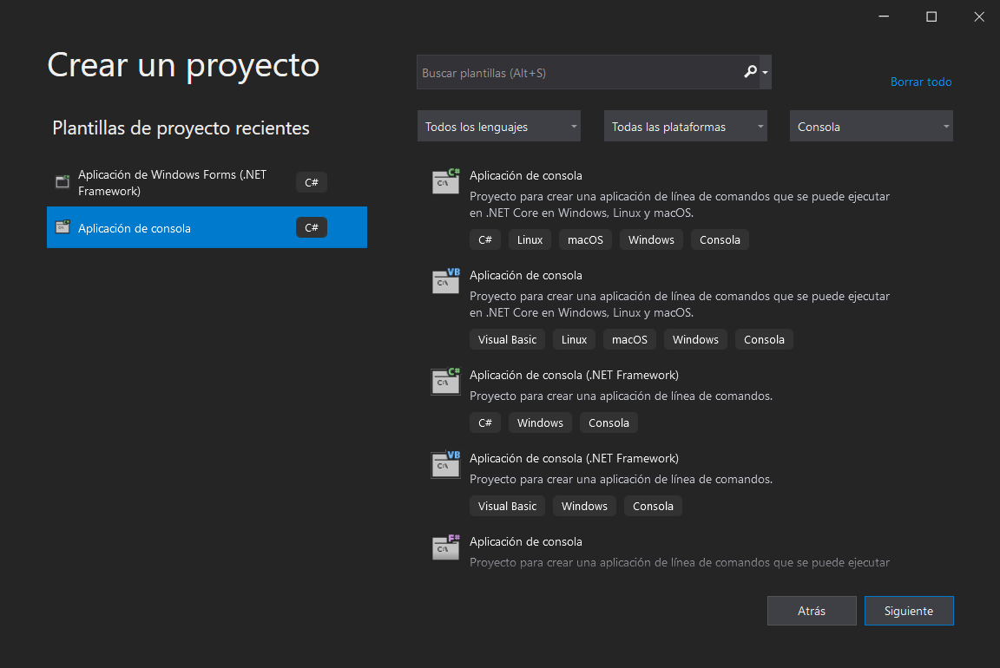 Crear un proyecto
Buscar plantillas (Alt+S)
Borrar todo
Plantillas de proyecto recientes
Todos los lenguajes
Todas las plataformas
Consola
Aplicación de Windows Forms (.NET
Framework)
C#
Aplicación de consola
C#
C#
C:\
Aplicación de consola
Proyecto para crear una aplicación de línea de comandos que se puede ejecutar
en .NET Core en Windows, Linux y macOS.
C#
Linux
macOS
Windows
Consola
VB
C:\
Aplicación de consola
Proyecto para crear una aplicación de línea de comandos que se puede ejecutar
en .NET Core en Windows, Linux y macOS.
Visual Basic
Linux
macOS
Windows
Consola
C#
C:\
Aplicación de consola (.NET Framework)
Proyecto para crear una aplicación de línea de comandos.
C#
Windows
Consola
VB
C:\
Aplicación de consola (.NET Framework)
Proyecto para crear una aplicación de línea de comandos.
Visual Basic
Windows
Consola
F#
C:\
Aplicación de consola
Proyecto para crear una aplicación de línea de comandos que se puede ejecutar
Atrás
Siguiente